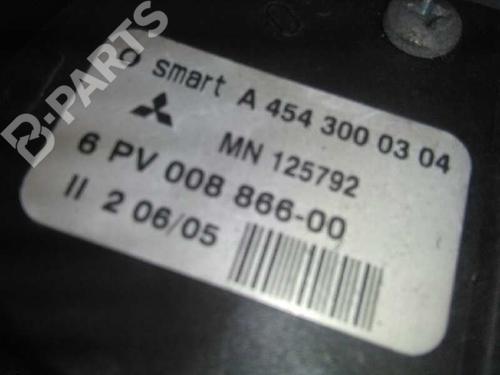 smart A 454 300 03 04
MN 125792
6 PV 008 866-00
II 2 06/05
B-PARTS